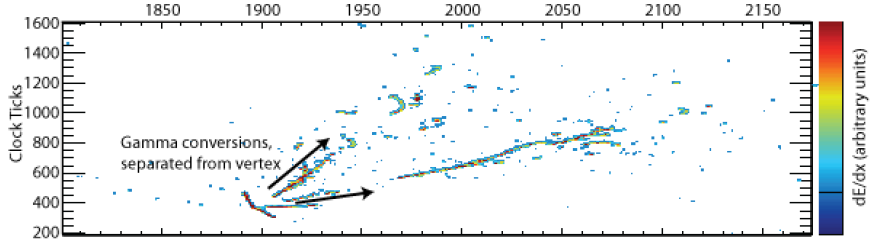 1850 1900 1950 2000 2050 2100 2150
1600
1400
1200
1000
800
600
400
200
Clock Ticks
Gamma conversions,
separated from vertex
dE/dx (arbitrary units)